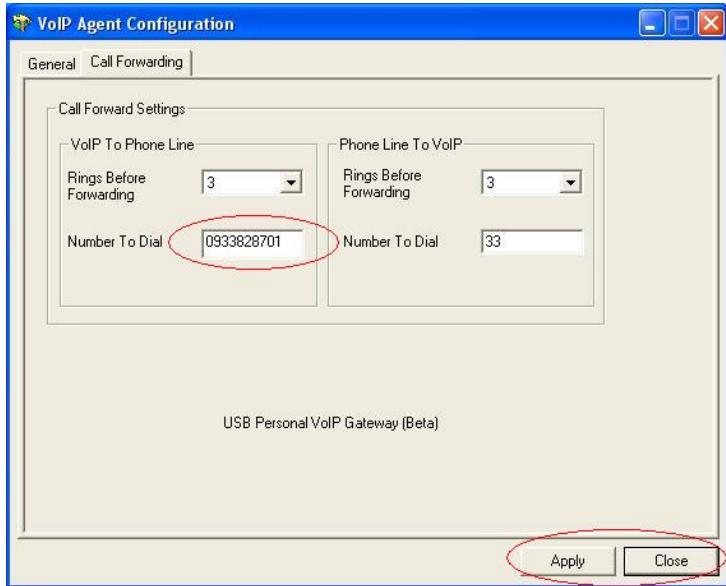 VoIP Agent Configuration
General Call Forwarding
Call Forward Settings
VoIP To Phone Line
Rings Before
Forwarding
3
Number To Dial
0933828701
Phone Line To VoIP
Rings Before
Forwarding
3
Number To Dial
33
USB Personal VoIP Gateway (Beta)
Apply Close